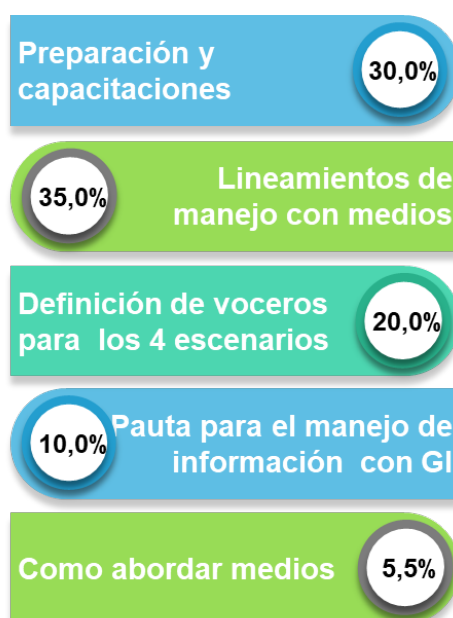 Preparación y
capacitaciones
30,0%
35,0%
Lineamientos de
manejo con medios
Definición de voceros
para los 4 escenarios
20,0%
10,0%
Pauta para el manejo de
información con GI
Como abordar medios
5,5%